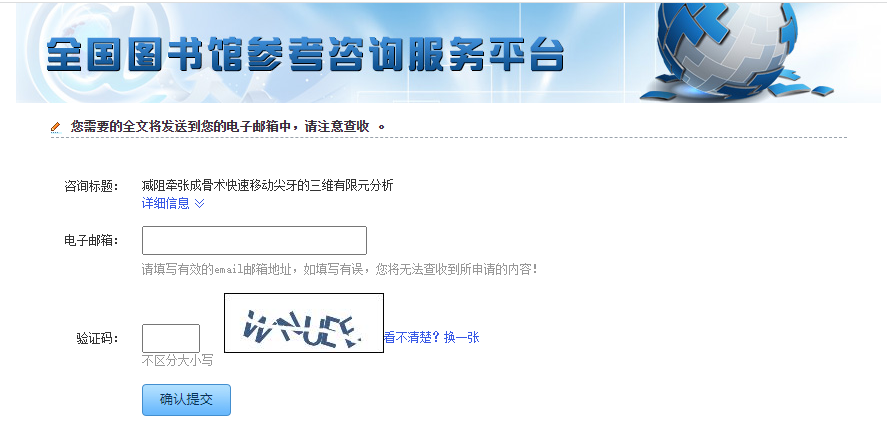 全国图书馆参考咨询服务平台
您需要的全文将发送到您的电子邮箱中，请注意查收 。
咨询标题： 减阻牵张成骨术快速移动尖牙的三维有限元分析
详细信息
电子邮箱：
请填写有效的email邮箱地址，如填写有误，您将无法查收到所申请的内容！
验证码： 看不清楚？换一张
不区分大小写
确认提交